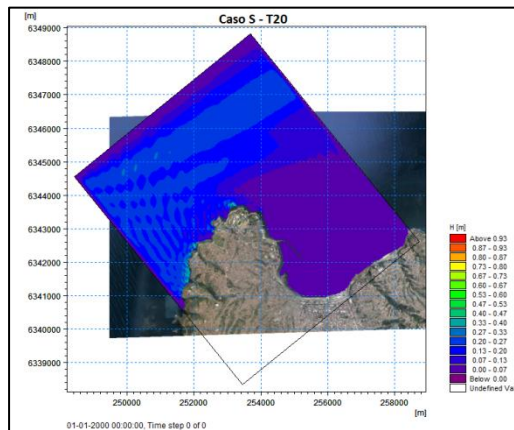 Caso S - T20
[m]
6349000
6348000
6347000
6346000
6345000
6344000
6343000
6342000
6341000
6340000
6339000
250000
252000
254000
256000
258000
[m]
H [m]
Above 0.93
0.87 - 0.93
0.80 - 0.87
0.73 - 0.80
0.67 - 0.73
0.60 - 0.67
0.53 - 0.60
0.47 - 0.53
0.40 - 0.47
0.33 - 0.40
0.27 - 0.33
0.20 - 0.27
0.13 - 0.20
0.07 - 0.13
0.00 - 0.07
Below 0.00
Undefined Va
01-01-2000 00:00:00, Time step 0 of 0